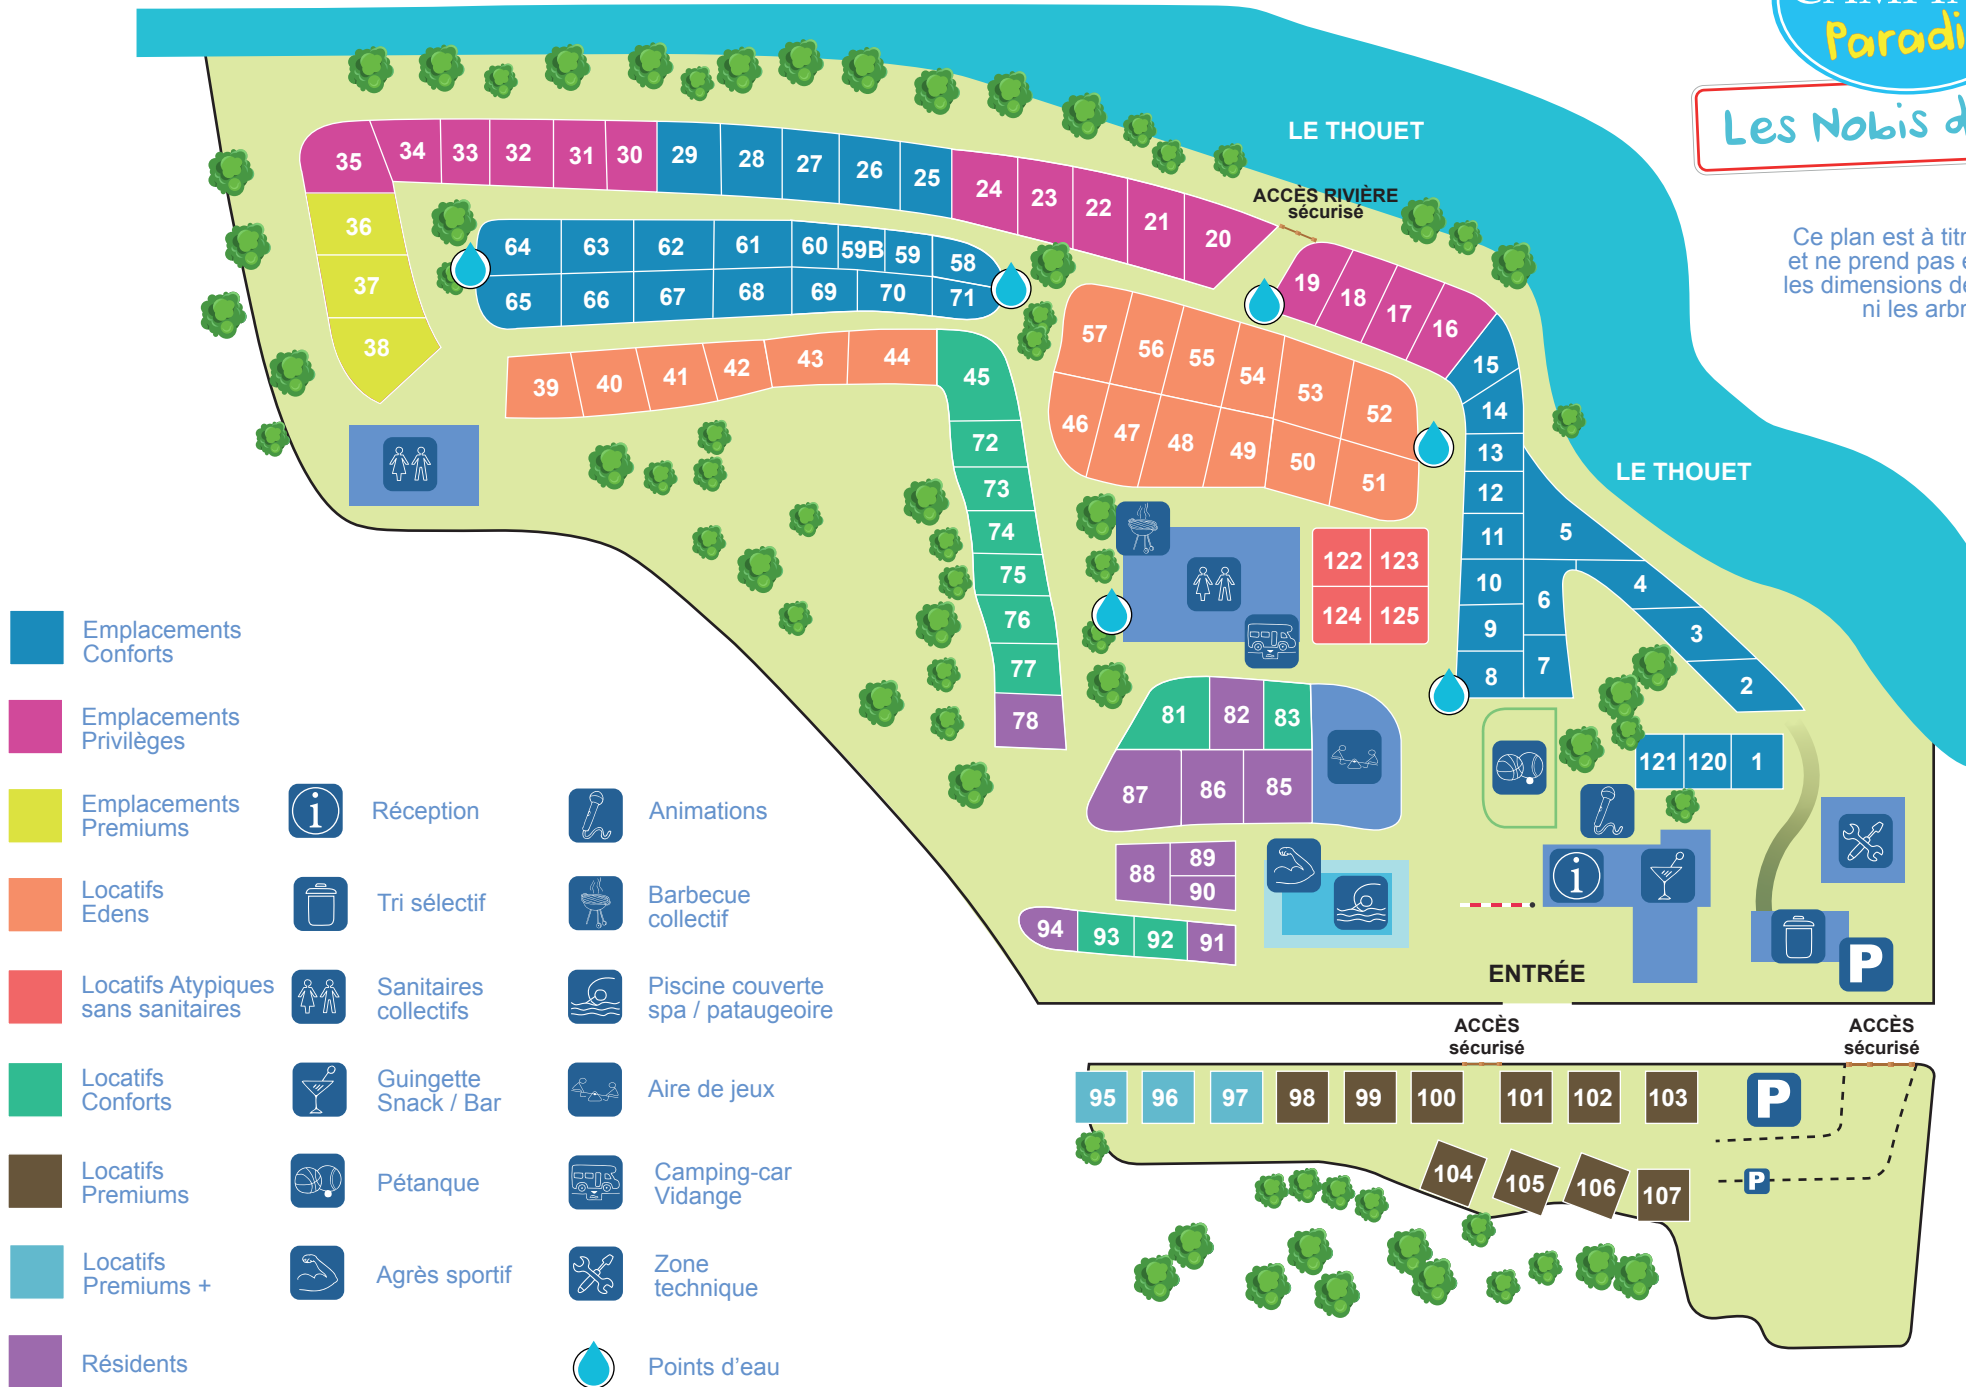 Paradi
Les Nobis d
LE THOUET
ACCÈS RIVIÈRE
sécurisé
Ce plan est à titr
et ne prend pas e
les dimensions de
ni les arbr
35 34 33 32 31 30 29 28 27 26 25 24 23 22 21 20
36
37
38
64 63 62 61 60 59B 59 58
65 66 67 68 69 70 71
19 18 17 16
15
14
13
12
11
10
9
8
57 56 55 54 53 52
46 47 48 49 50 51
39 40 41 42 43 44
45
72
73
74
75
76
77
78
LE THOUET
5
4
3
2
6
7
122 123
124 125
121 120 1
81 82 83
87 86 85
88 89
90
94 93 92 91
i
P
ENTRÉE
ACCÈS
sécurisé
ACCÈS
sécurisé
95 96 97 98 99 100 101 102 103
P
104 105 106 107
P
Emplacements
Conforts
Emplacements
Privilèges
Emplacements
Premiums
Locatifs
Edens
Locatifs Atypiques
sans sanitaires
Locatifs
Conforts
Locatifs
Premiums
Locatifs
Premiums +
Résidents
i
Réception
Tri sélectif
Sanitaires
collectifs
Guingette
Snack / Bar
Pétanque
Agrès sportif
Animations
Barbecue
collectif
Piscine couverte
spa / pataugeoire
Aire de jeux
Camping-car
Vidange
Zone
technique
Points d'eau